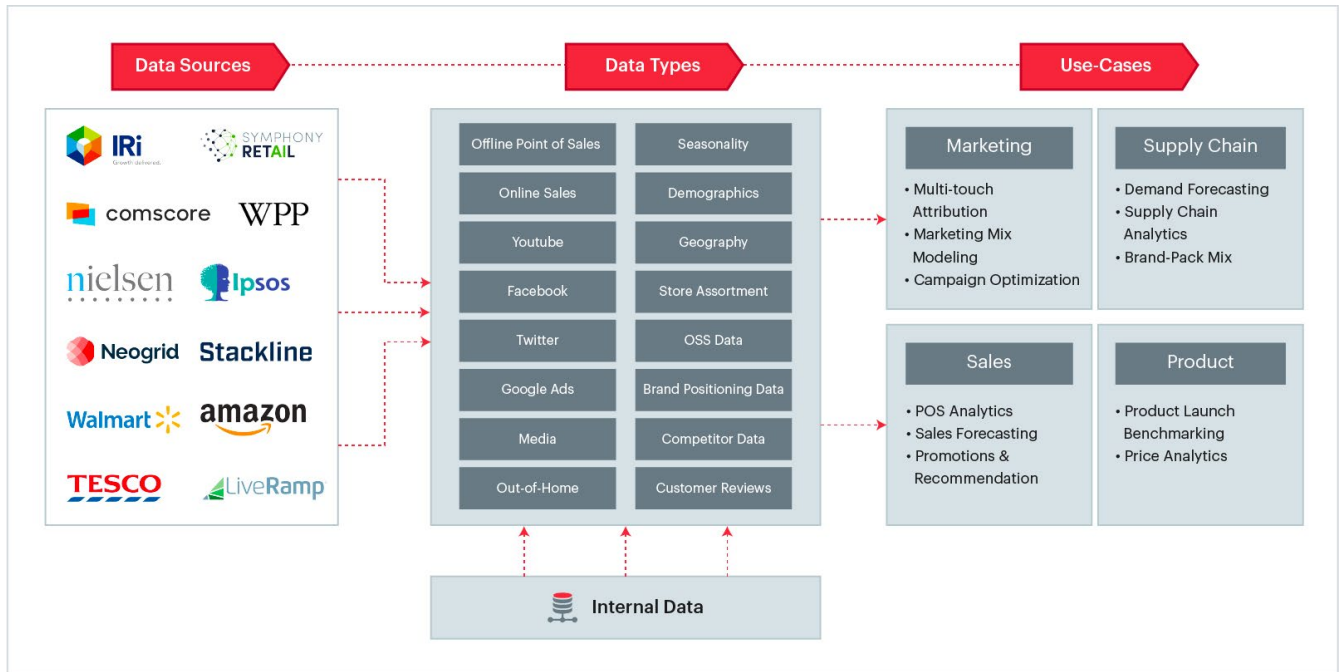 Data Sources
Data Types
Use-Cases
IRi
Growth delivered.
SYMPHONY
RETAIL
comscore
WPP
nielsen
Ipsos
Neogrid
Stackline
Walmart
amazon
TESCO
LiveRamp
Offline Point of Sales
Seasonality
Online Sales
Demographics
Youtube
Geography
Facebook
Store Assortment
Twitter
OSS Data
Google Ads
Brand Positioning Data
Media
Competitor Data
Out-of-Home
Customer Reviews
Internal Data
Marketing
• Multi-touch
Attribution
• Marketing Mix
Modeling
• Campaign Optimization
Supply Chain
• Demand Forecasting
• Supply Chain
Analytics
• Brand-Pack Mix
Sales
• POS Analytics
• Sales Forecasting
• Promotions &
Recommendation
Product
• Product Launch
Benchmarking
• Price Analytics